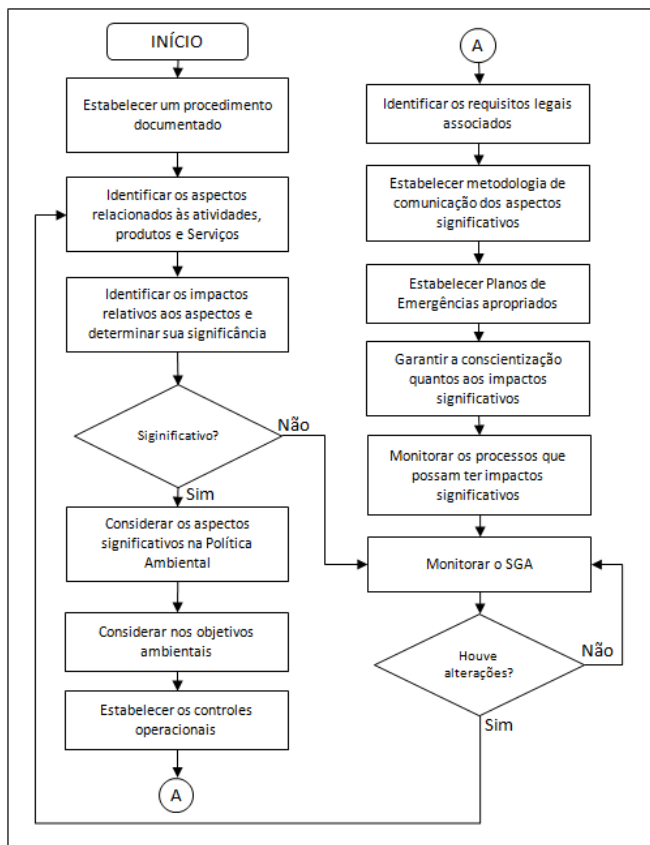 INÍCIO
Estabelecer um procedimento
documentado
Identificar os aspectos
relacionados às atividades,
produtos e Serviços
Identificar os impactos
relativos aos aspectos e
determinar sua significância
Siginificativo?
Não
Sim
Considerar os aspectos
significativos na Política
Ambiental
Considerar nos objetivos
ambientais
Estabelecer os controles
operacionais
A
A
Identificar os requisitos legais
associados
Estabelecer metodologia de
comunicação dos aspectos
significativos
Estabelecer Planos de
Emergências apropriados
Garantir a conscientização
quantos aos impactos
significativos
Monitorar os processos que
possam ter impactos
significativos
Monitorar o SGA
Houve
alterações?
Não
Sim